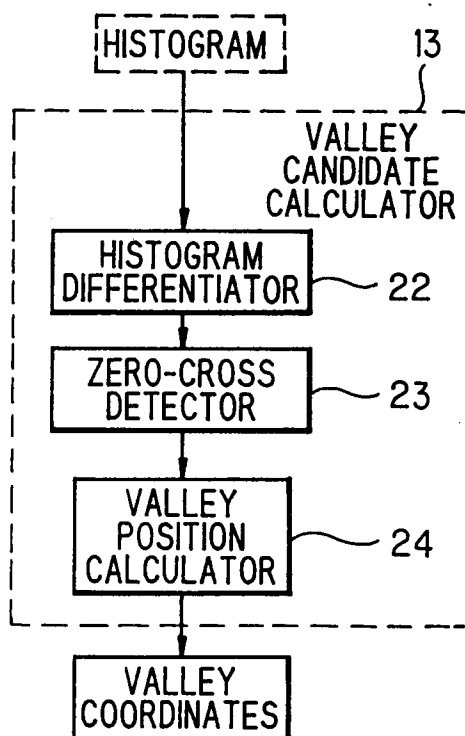 HISTOGRAM
13
VALLEY
CANDIDATE
CALCULATOR
HISTOGRAM
DIFFERENTIATOR
22
ZERO-CROSS
DETECTOR
23
VALLEY
POSITION
CALCULATOR
24
VALLEY
COORDINATES